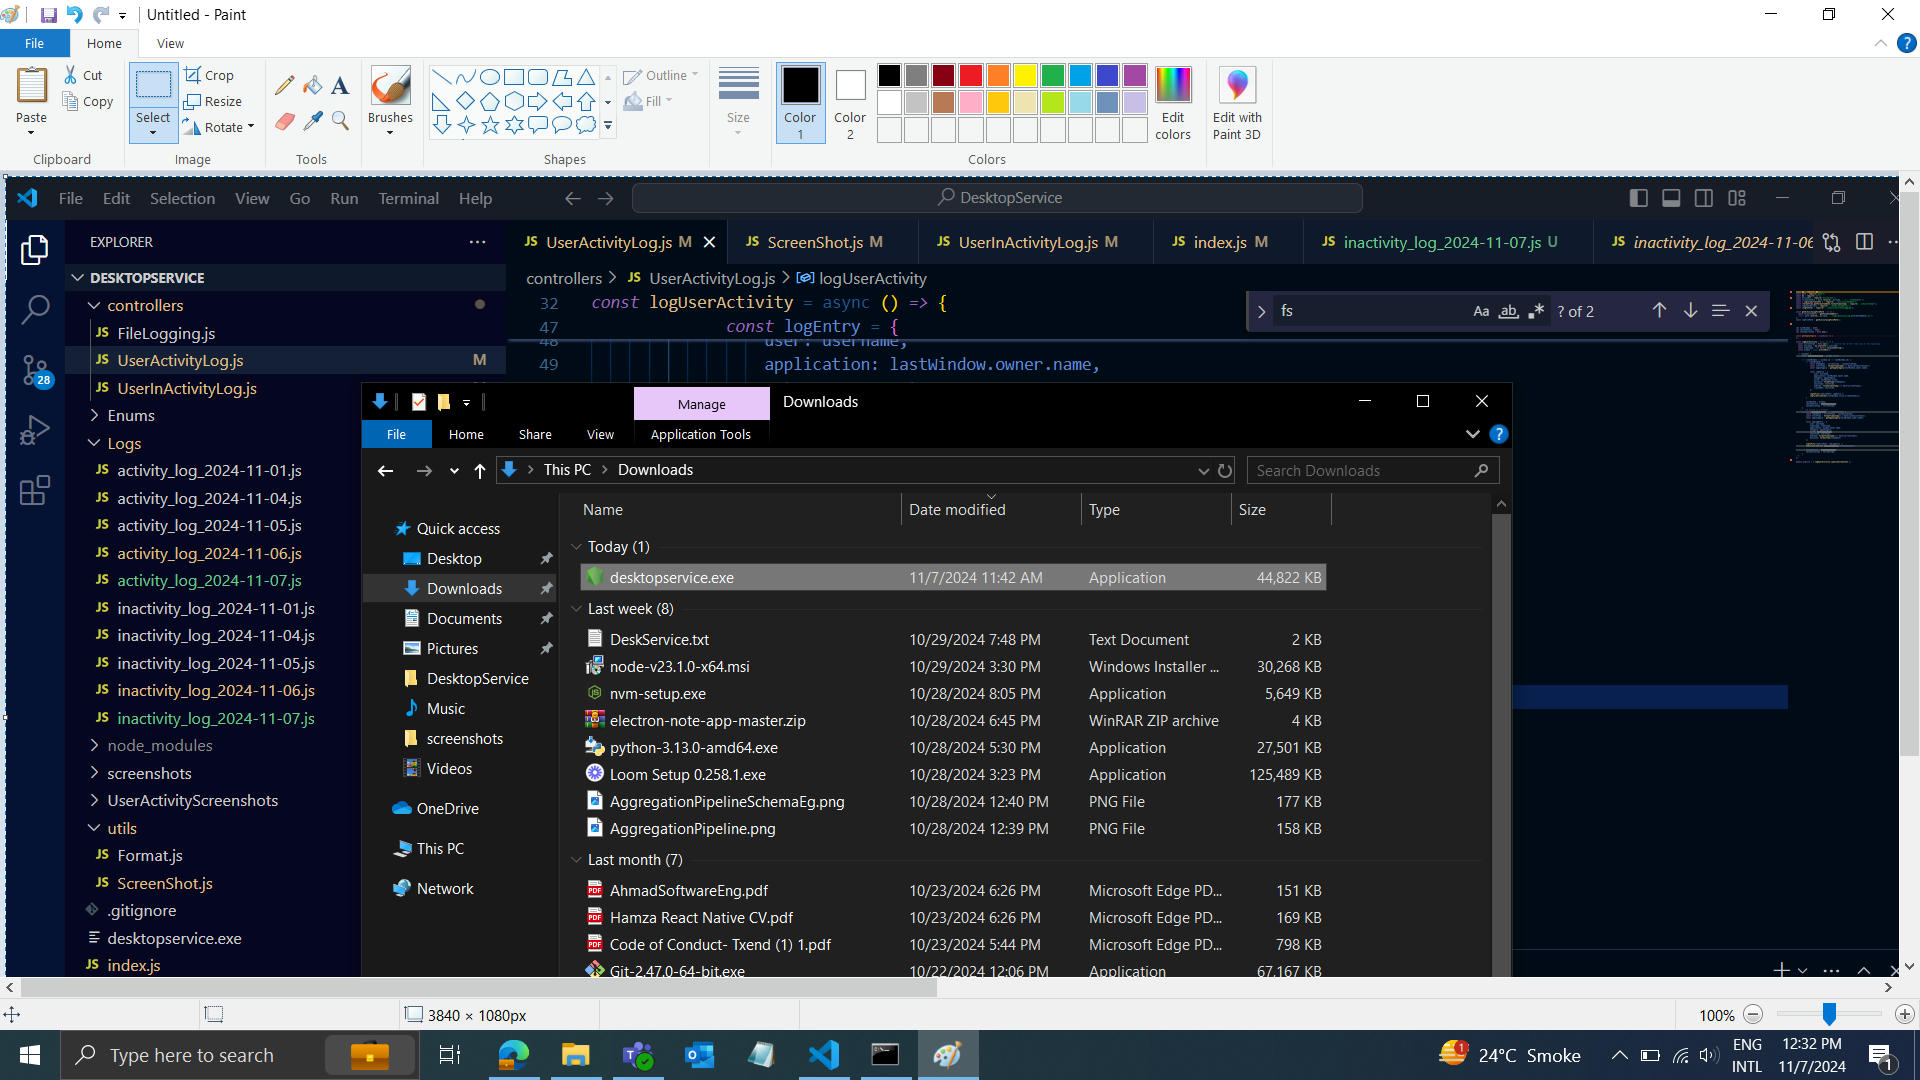 Untitled - Paint
File Home View
Paste Cut Copy Select Crop Resize Rotate Brushes Outline Fill Size Color 1 Color 2 Edit colors Edit with Paint 3D
Clipboard Image Tools Shapes Colors
File Edit Selection View Go Run Terminal Help DesktopService
EXPLORER
JS UserActivityLog.js M JS ScreenShot.js M JS UserInActivityLog.js M JS index.js M JS inactivity_log_2024-11-07.js U JS inactivity_log_2024-11-06
DESKTOPSERVICE
controllers > JS UserActivityLog.js > logUserActivity
32 const logUserActivity = async () => {
47 const logEntry = {
48 user: username,
49 application: lastWindow.owner.name,
fs Aa ab .* ? of 2
controllers
JS FileLogging.js
JS UserActivityLog.js M
JS UserInActivityLog.js
28
Enums
Logs
JS activity_log_2024-11-01.js
JS activity_log_2024-11-04.js
JS activity_log_2024-11-05.js
JS activity_log_2024-11-06.js
JS activity_log_2024-11-07.js
JS inactivity_log_2024-11-01.js
JS inactivity_log_2024-11-04.js
JS inactivity_log_2024-11-05.js
JS inactivity_log_2024-11-06.js
JS inactivity_log_2024-11-07.js
node_modules
screenshots
UserActivityScreenshots
utils
JS Format.js
JS ScreenShot.js
.gitignore
desktopservice.exe
JS index.js
Manage Downloads
File Home Share View Application Tools
This PC > Downloads Search Downloads
Quick access
Desktop
Downloads
Documents
Pictures
DesktopService
Music
screenshots
Videos
OneDrive
This PC
Network
Name Date modified Type Size
Today (1)
desktopservice.exe 11/7/2024 11:42 AM Application 44,822 KB
Last week (8)
DeskService.txt 10/29/2024 7:48 PM Text Document 2 KB
node-v23.1.0-x64.msi 10/29/2024 3:30 PM Windows Installer ... 30,268 KB
nvm-setup.exe 10/28/2024 8:05 PM Application 5,649 KB
electron-note-app-master.zip 10/28/2024 6:45 PM WinRAR ZIP archive 4 KB
python-3.13.0-amd64.exe 10/28/2024 5:30 PM Application 27,501 KB
Loom Setup 0.258.1.exe 10/28/2024 3:23 PM Application 125,489 KB
AggregationPipelineSchemaEg.png 10/28/2024 12:40 PM PNG File 177 KB
AggregationPipeline.png 10/28/2024 12:39 PM PNG File 158 KB
Last month (7)
AhmadSoftwareEng.pdf 10/23/2024 6:26 PM Microsoft Edge PD... 151 KB
Hamza React Native CV.pdf 10/23/2024 6:26 PM Microsoft Edge PD... 169 KB
Code of Conduct- Txend (1) 1.pdf 10/23/2024 5:44 PM Microsoft Edge PD... 798 KB
Git-2.47.0-64-bit.exe 10/22/2024 12:06 PM Application 67,167 KB
3840 × 1080px 100%
Type here to search 1 24°C Smoke ENG INTL 12:32 PM 11/7/2024 1